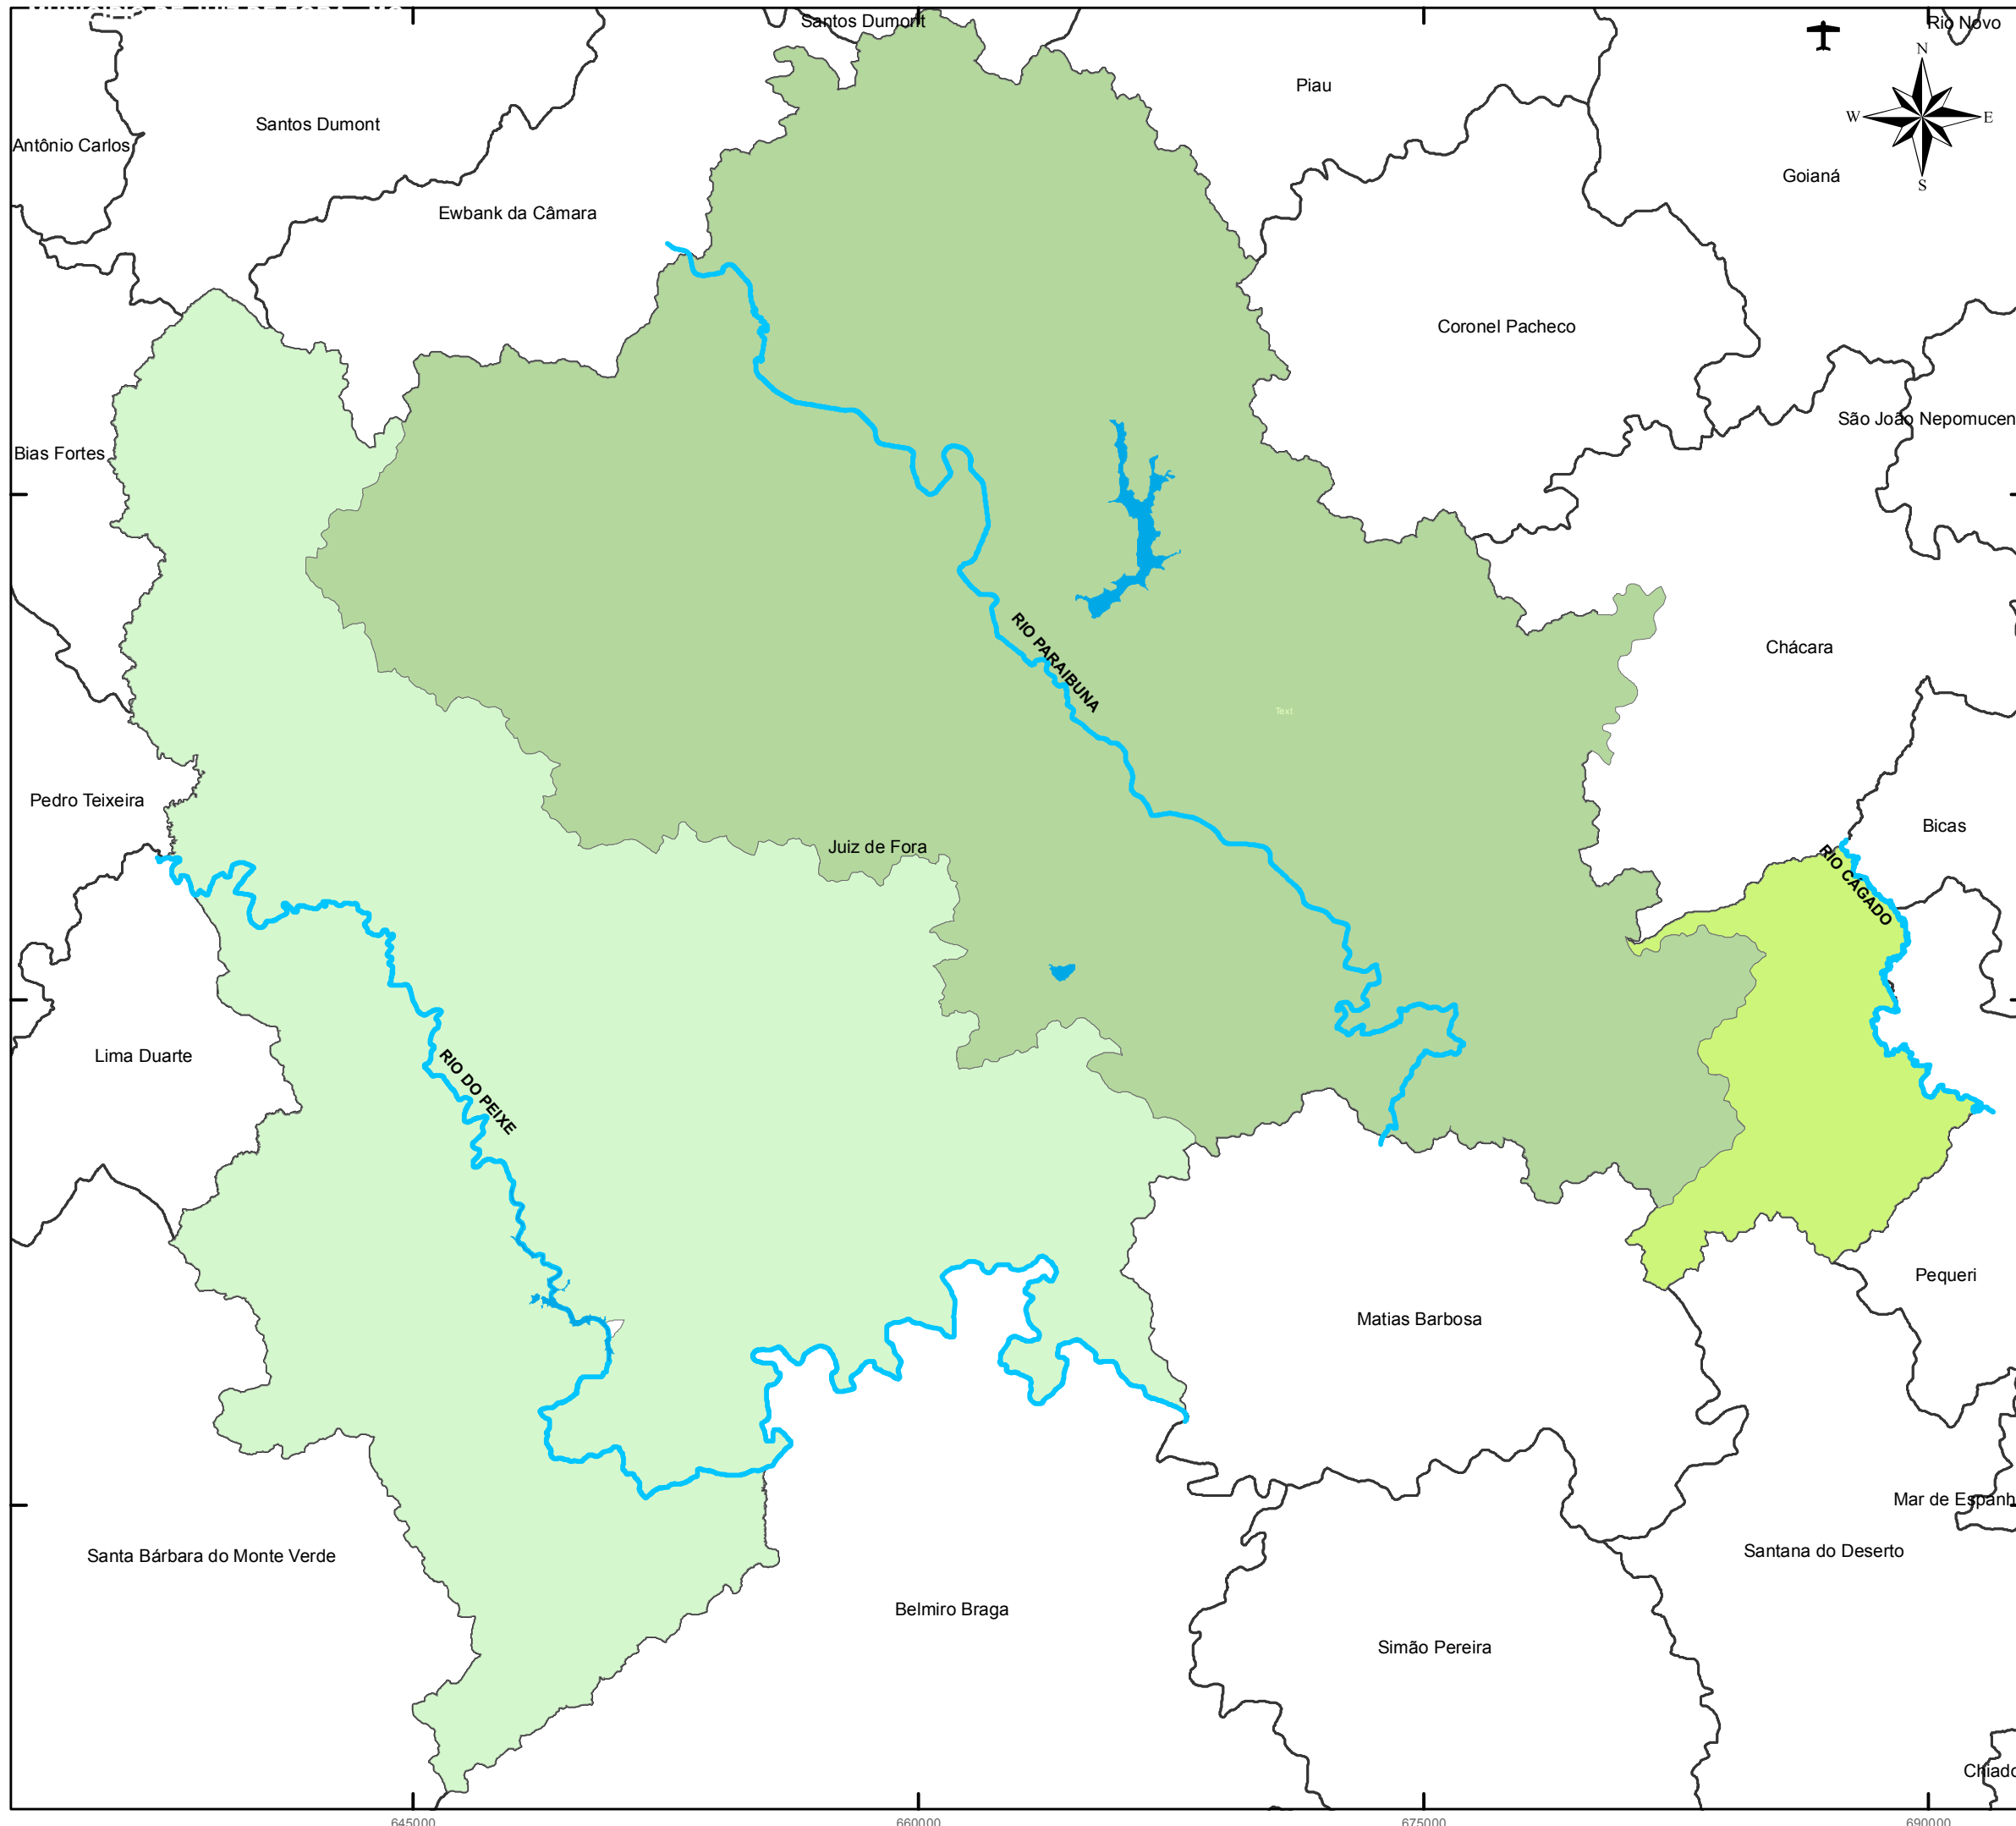 Santos Dumont
Rio Novo
N
Piau
W
E
Santos Dumont
Antônio Carlos
Goianá
S
Ewbank da Câmara
Coronel Pacheco
São João Nepomucen
Bias Fortes
Chácara
RIO PARAIBUNA
Text
Pedro Teixeira
Bicas
Juiz de Fora
RIO CÁGADO
Lima Duarte
RIO DO PEIXE
Pequeri
Matias Barbosa
Mar de Espanh
Santana do Deserto
Santa Bárbara do Monte Verde
Belmiro Braga
Simão Pereira
Chiado
645000
660000
675000
690000